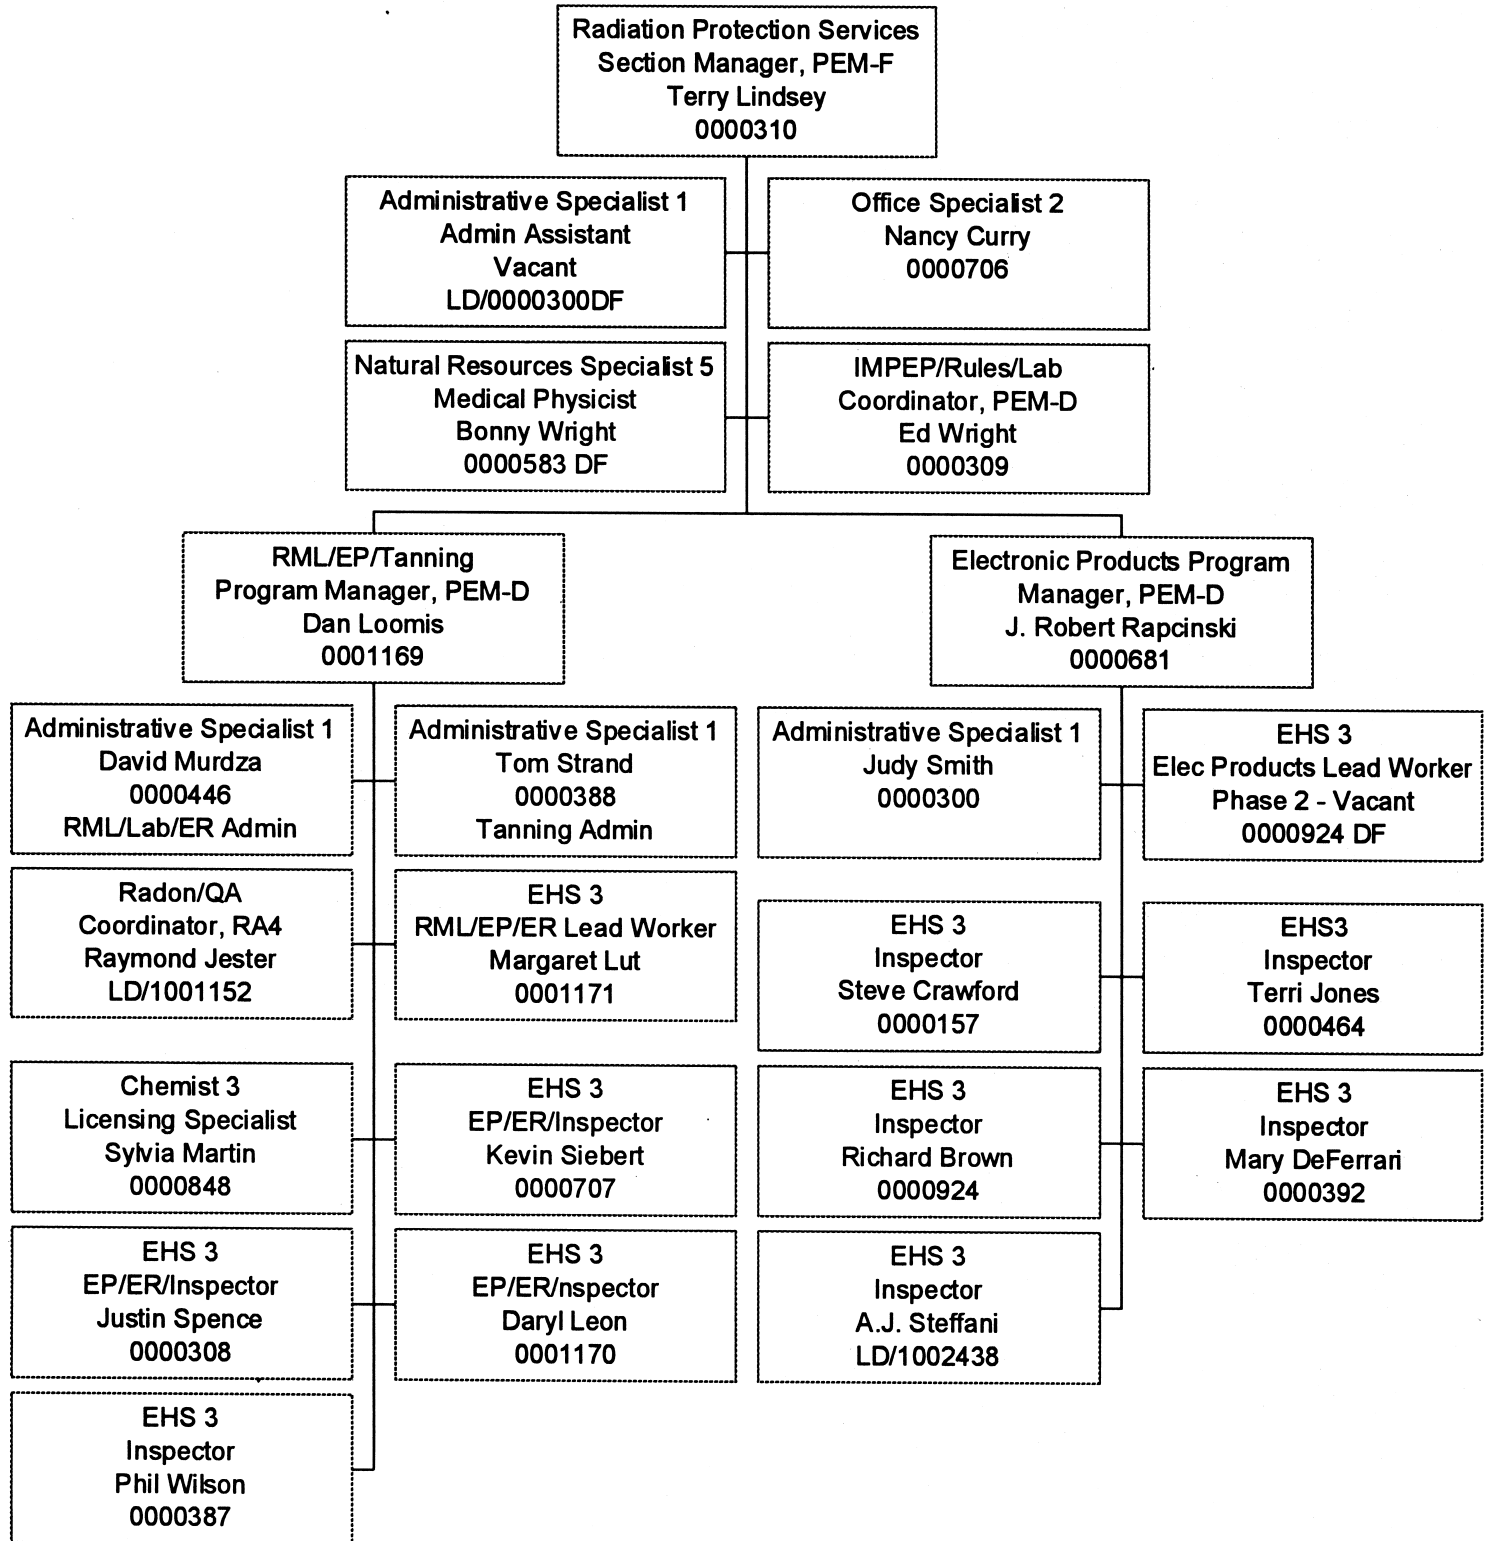 Radiation Protection Services
Section Manager, PEM-F
Terry Lindsey
0000310
Administrative Specialist 1
Admin Assistant
Vacant
LD/0000300DF
Office Specialist 2
Nancy Curry
0000706
Natural Resources Specialist 5
Medical Physicist
Bonny Wright
0000583 DF
IMPEP/Rules/Lab
Coordinator, PEM-D
Ed Wright
0000309
RML/EP/Tanning
Program Manager, PEM-D
Dan Loomis
0001169
Electronic Products Program
Manager, PEM-D
J. Robert Rapcinski
0000681
Administrative Specialist 1
David Murdza
0000446
RML/Lab/ER Admin
Administrative Specialist 1
Tom Strand
0000388
Tanning Admin
Administrative Specialist 1
Judy Smith
0000300
EHS 3
Elec Products Lead Worker
Phase 2 - Vacant
0000924 DF
Radon/QA
Coordinator, RA4
Raymond Jester
LD/1001152
EHS 3
RML/EP/ER Lead Worker
Margaret Lut
0001171
EHS 3
Inspector
Steve Crawford
0000157
EHS3
Inspector
Terri Jones
0000464
Chemist 3
Licensing Specialist
Sylvia Martin
0000848
EHS 3
EP/ER/Inspector
Kevin Siebert
0000707
EHS 3
Inspector
Richard Brown
0000924
EHS 3
Inspector
Mary DeFerrari
0000392
EHS 3
EP/ER/Inspector
Justin Spence
0000308
EHS 3
EP/ER/nspector
Daryl Leon
0001170
EHS 3
Inspector
A.J. Steffani
LD/1002438
EHS 3
Inspector
Phil Wilson
0000387